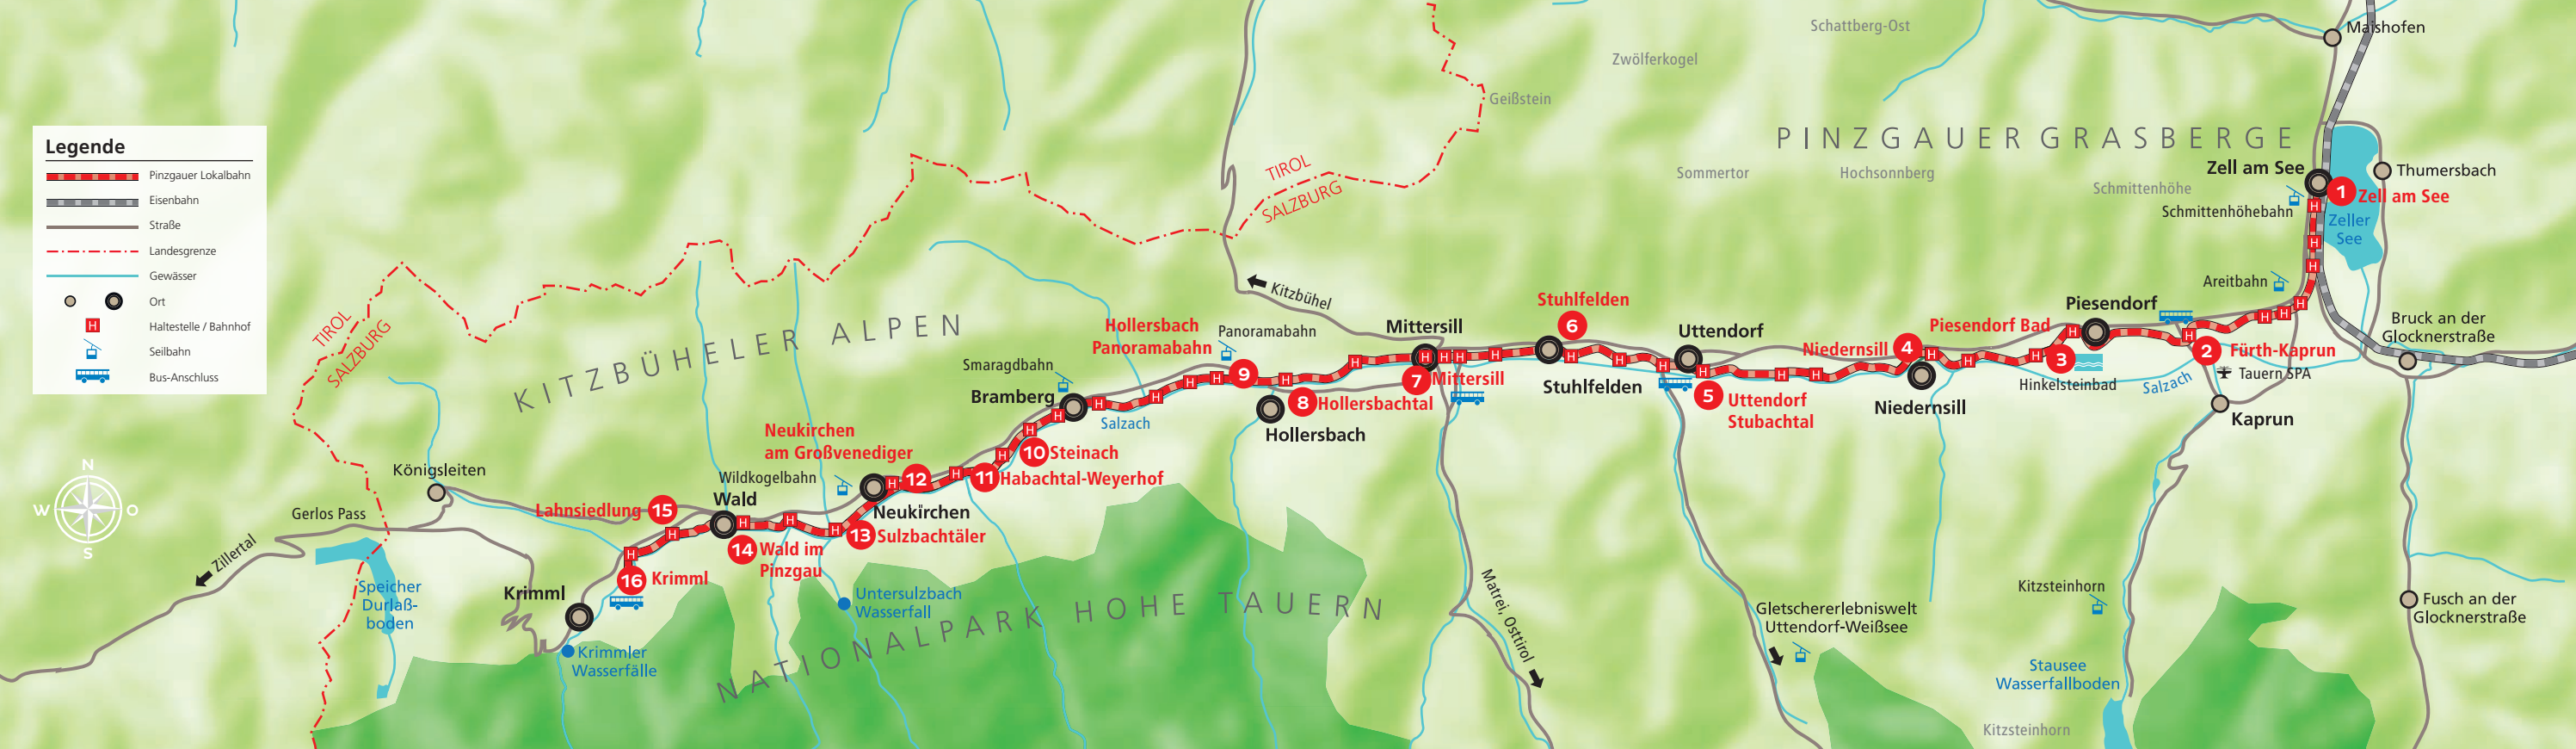 Legende
Pinzgauer Lokalbahn
Eisenbahn
Straße
Landesgrenze
Gewässer
Ort
H
Haltestelle / Bahnhof
Seilbahn
Bus-Anschluss
N
W
O
S
TIROL
SALZBURG
TIROL
SALZBURG
KITZBÜHELER ALPEN
PINZGAUER GRASBERGE
NATIONALPARK HOHE TAUERN
Schattberg-Ost
Zwölferkogel
Geißstein
Sommertor
Hochsonnberg
Schmittenhöhe
Maishofen
Thumersbach
Zell am See
1
Zell am See
Schmittenhöhebahn
Zeller
See
Areitbahn
Bruck an der
Glocknerstraße
Piesendorf
2
Fürth-Kaprun
Tauern SPA
Kaprun
Salzach
Piesendorf Bad
3
Hinkelsteinbad
Niedernsill
4
Niedernsill
Uttendorf
5
Uttendorf
Stubachtal
Stuhlfelden
6
Stuhlfelden
Mittersill
7
Mittersill
Kitzbühel
8
Hollersbachtal
Hollersbach
Hollersbach
Panoramabahn
9
Panoramabahn
Smaragdbahn
Bramberg
Salzach
10
Steinach
11
Habachtal-Weyerhof
Neukirchen
am Großvenediger
12
Wildkogelbahn
Neukirchen
13
Sulzbachtäler
Wald
14
Wald im
Pinzgau
Lahnsiedlung
15
16
Krimml
Krimml
Krimmler
Wasserfälle
Untersulzbach
Wasserfall
Königsleiten
Gerlos Pass
Zillertal
Speicher
Durlaß-
boden
Matrei, Osttirol
Gletschererlebniswelt
Uttendorf-Weißsee
Kitzsteinhorn
Stausee
Wasserfallboden
Kitzsteinhorn
Fusch an der
Glocknerstraße